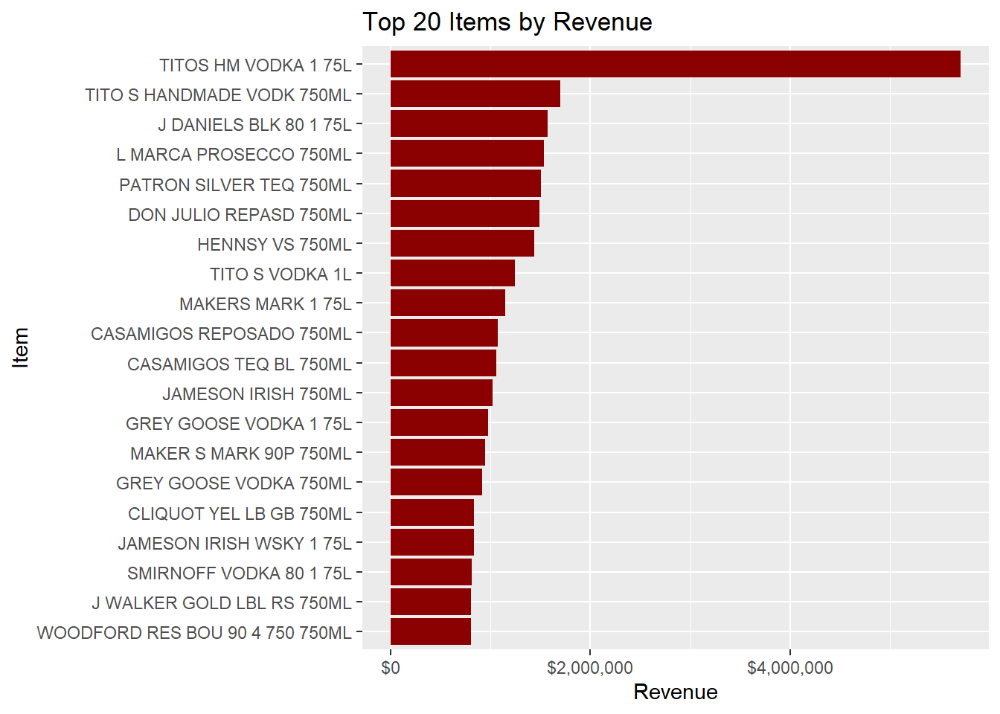 Top 20 Items by Revenue
TITOS HM VODKA 1 75L
TITO S HANDMADE VODK 750ML
J DANIELS BLK 80 1 75L
L MARCA PROSECCO 750ML
PATRON SILVER TEQ 750ML
DON JULIO REPASD 750ML
HENNSY VS 750ML
TITO S VODKA 1L
MAKERS MARK 1 75L
CASAMIGOS REPOSADO 750ML
CASAMIGOS TEQ BL 750ML
JAMESON IRISH 750ML
GREY GOOSE VODKA 1 75L
MAKER S MARK 90P 750ML
GREY GOOSE VODKA 750ML
CLIQUOT YEL LB GB 750ML
JAMESON IRISH WSKY 1 75L
SMIRNOFF VODKA 80 1 75L
J WALKER GOLD LBL RS 750ML
WOODFORD RES BOU 90 4 750 750ML
Item
$0 $2,000,000 $4,000,000
Revenue